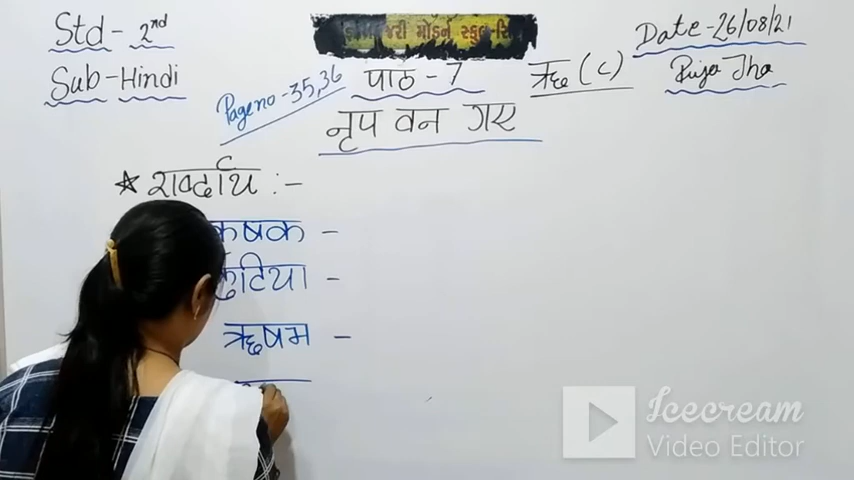 Std- 2nd
Date-26/08/21
Sub-Hindi
Page no-35,36
पाठ-7
ऋ (C)
Puja Jha
नृप वन गए
★ शब्दार्थ :-
कृषक -
कुटिया -
ऋषभ -
Icecream
Video Editor